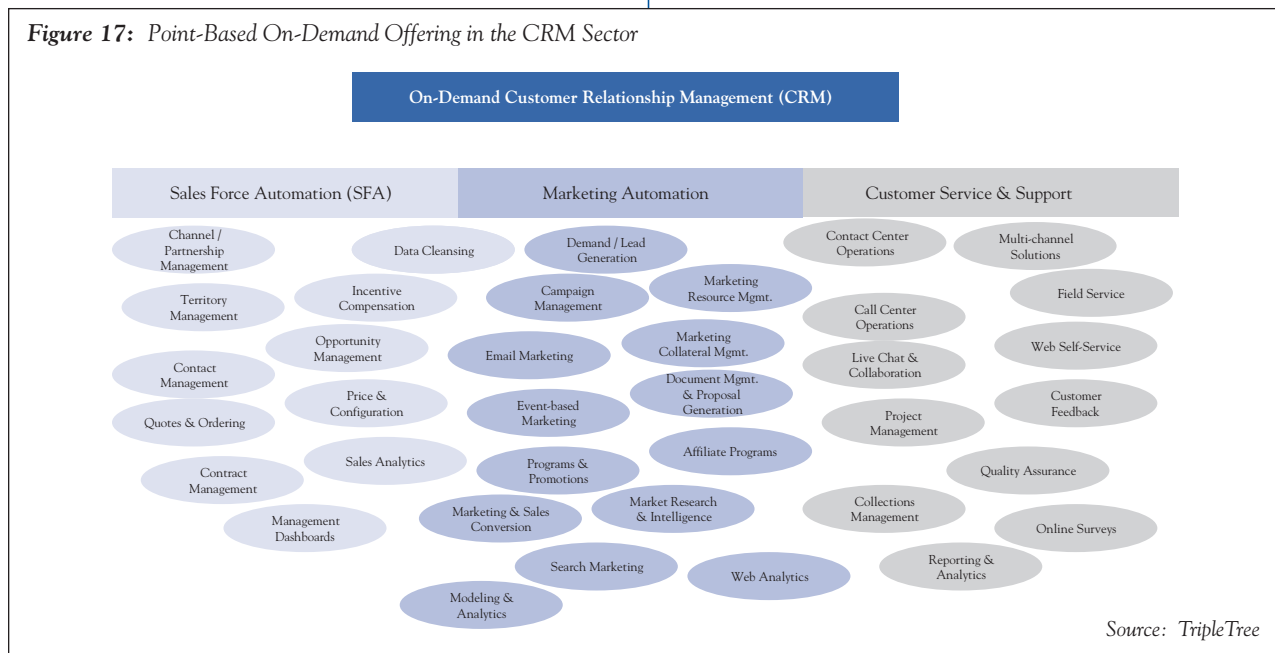 Figure 17: Point-Based On-Demand Offering in the CRM Sector
On-Demand Customer Relationship Management (CRM)
Sales Force Automation (SFA)
Channel /
Partnership
Management
Data Cleansing
Territory
Management
Incentive
Compensation
Opportunity
Management
Contact
Management
Price &
Configuration
Quotes & Ordering
Sales Analytics
Contract
Management
Management
Dashboards
Marketing Automation
Demand / Lead
Generation
Campaign
Management
Marketing
Resource Mgmt.
Email Marketing
Marketing
Collateral Mgmt.
Document Mgmt.
& Proposal
Generation
Event-based
Marketing
Affiliate Programs
Programs &
Promotions
Marketing & Sales
Conversion
Market Research
& Intelligence
Search Marketing
Web Analytics
Modeling &
Analytics
Customer Service & Support
Contact Center
Operations
Multi-channel
Solutions
Field Service
Call Center
Operations
Web Self-Service
Live Chat &
Collaboration
Customer
Feedback
Project
Management
Quality Assurance
Collections
Management
Online Surveys
Reporting &
Analytics
Source: TripleTree